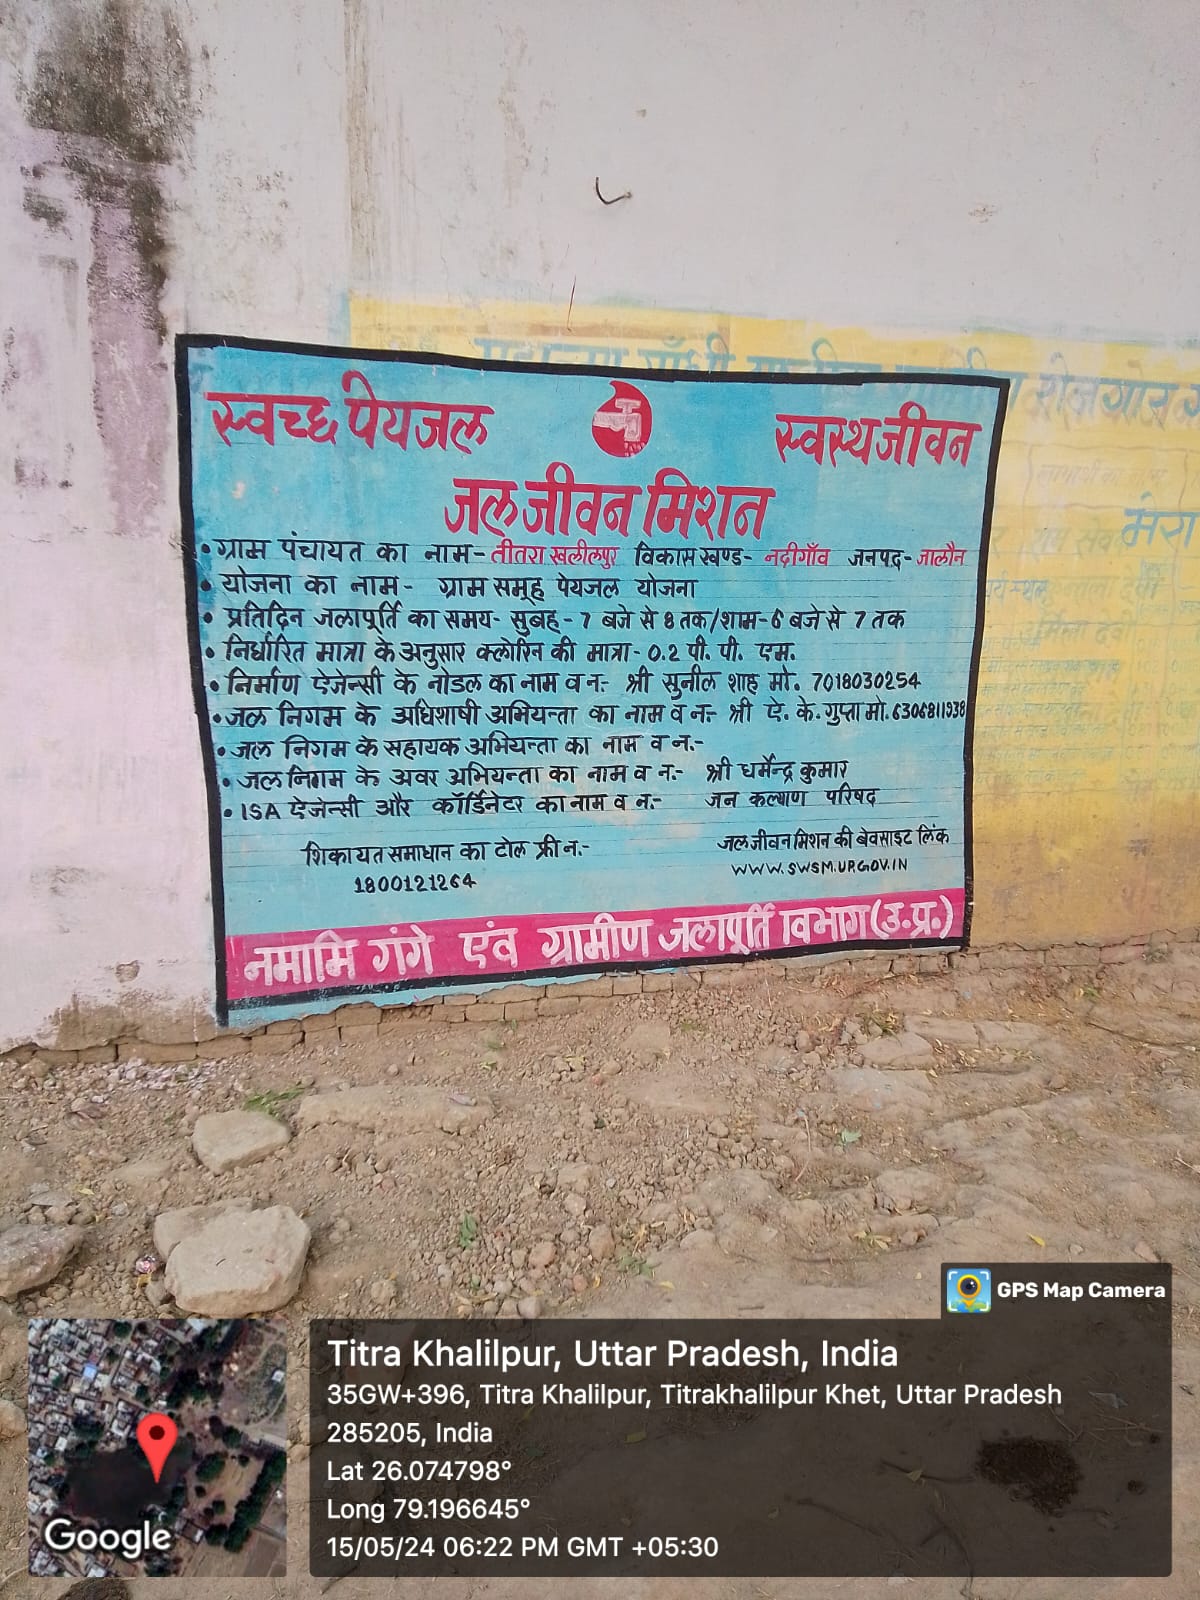 स्वच्छ पेयजल
स्वस्थ जीवन
जल जीवन मिशन
• ग्राम पंचायत का नाम- तीतरा खलीलपुर विकास खण्ड- नदीगाँव जनपद- जालौन
• योजना का नाम- ग्राम समूह पेयजल योजना
• प्रतिदिन जलापूर्ति का समय- सुबह- 7 बजे से 8 तक/शाम- 6 बजे से 7 तक
• निर्धारित मात्रा के अनुसार क्लोरिन की मात्रा- 0.2 पी. पी. एम.
• निर्माण ऐजेन्सी के नोडल का नाम व न:- श्री सुनील शाह मो. 7018030254
• जल निगम के अधिशाषी अभियन्ता का नाम व न:- श्री ऐ. के. गुप्ता मो. 6306811938
• जल निगम के सहायक अभियन्ता का नाम व न.-
• जल निगम के अवर अभियन्ता का नाम व न:- श्री धर्मेन्द्र कुमार
• ISA ऐजेन्सी और कॉर्डिनेटर का नाम व न:- जन कल्याण परिषद
शिकायत समाधान का टोल फ्री न:-
1800121264
जल जीवन मिशन की बेवसाइट लिंक
WWW.SWSM.UP.GOV.IN
नमामि गंगे एंव ग्रामीण जलापूर्ति विभाग (उ.प्र.)
गाँधी
मेरा
GPS Map Camera
Titra Khalilpur, Uttar Pradesh, India
35GW+396, Titra Khalilpur, Titrakhalilpur Khet, Uttar Pradesh
285205, India
Lat 26.074798°
Long 79.196645°
15/05/24 06:22 PM GMT +05:30
Google